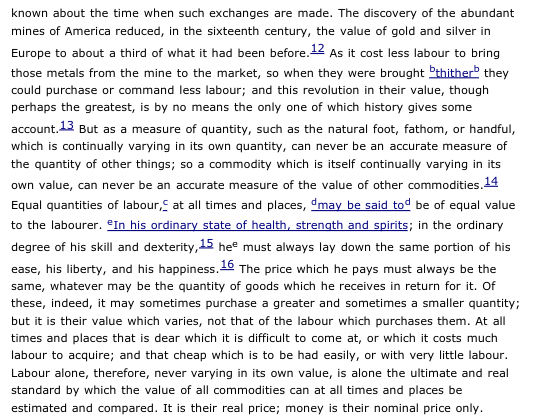 known about the time when such exchanges are made. The discovery of the abundant
mines of America reduced, in the sixteenth century, the value of gold and silver in
Europe to about a third of what it had been before.12 As it cost less labour to bring
those metals from the mine to the market, so when they were brought bthitherb they
could purchase or command less labour; and this revolution in their value, though
perhaps the greatest, is by no means the only one of which history gives some
account.13 But as a measure of quantity, such as the natural foot, fathom, or handful,
which is continually varying in its own quantity, can never be an accurate measure of
the quantity of other things; so a commodity which is itself continually varying in its
own value, can never be an accurate measure of the value of other commodities.14
Equal quantities of labour,c at all times and places, dmay be said tod be of equal value
to the labourer. eIn his ordinary state of health, strength and spirits; in the ordinary
degree of his skill and dexterity,15 hee must always lay down the same portion of his
ease, his liberty, and his happiness.16 The price which he pays must always be the
same, whatever may be the quantity of goods which he receives in return for it. Of
these, indeed, it may sometimes purchase a greater and sometimes a smaller quantity;
but it is their value which varies, not that of the labour which purchases them. At all
times and places that is dear which it is difficult to come at, or which it costs much
labour to acquire; and that cheap which is to be had easily, or with very little labour.
Labour alone, therefore, never varying in its own value, is alone the ultimate and real
standard by which the value of all commodities can at all times and places be
estimated and compared. It is their real price; money is their nominal price only.